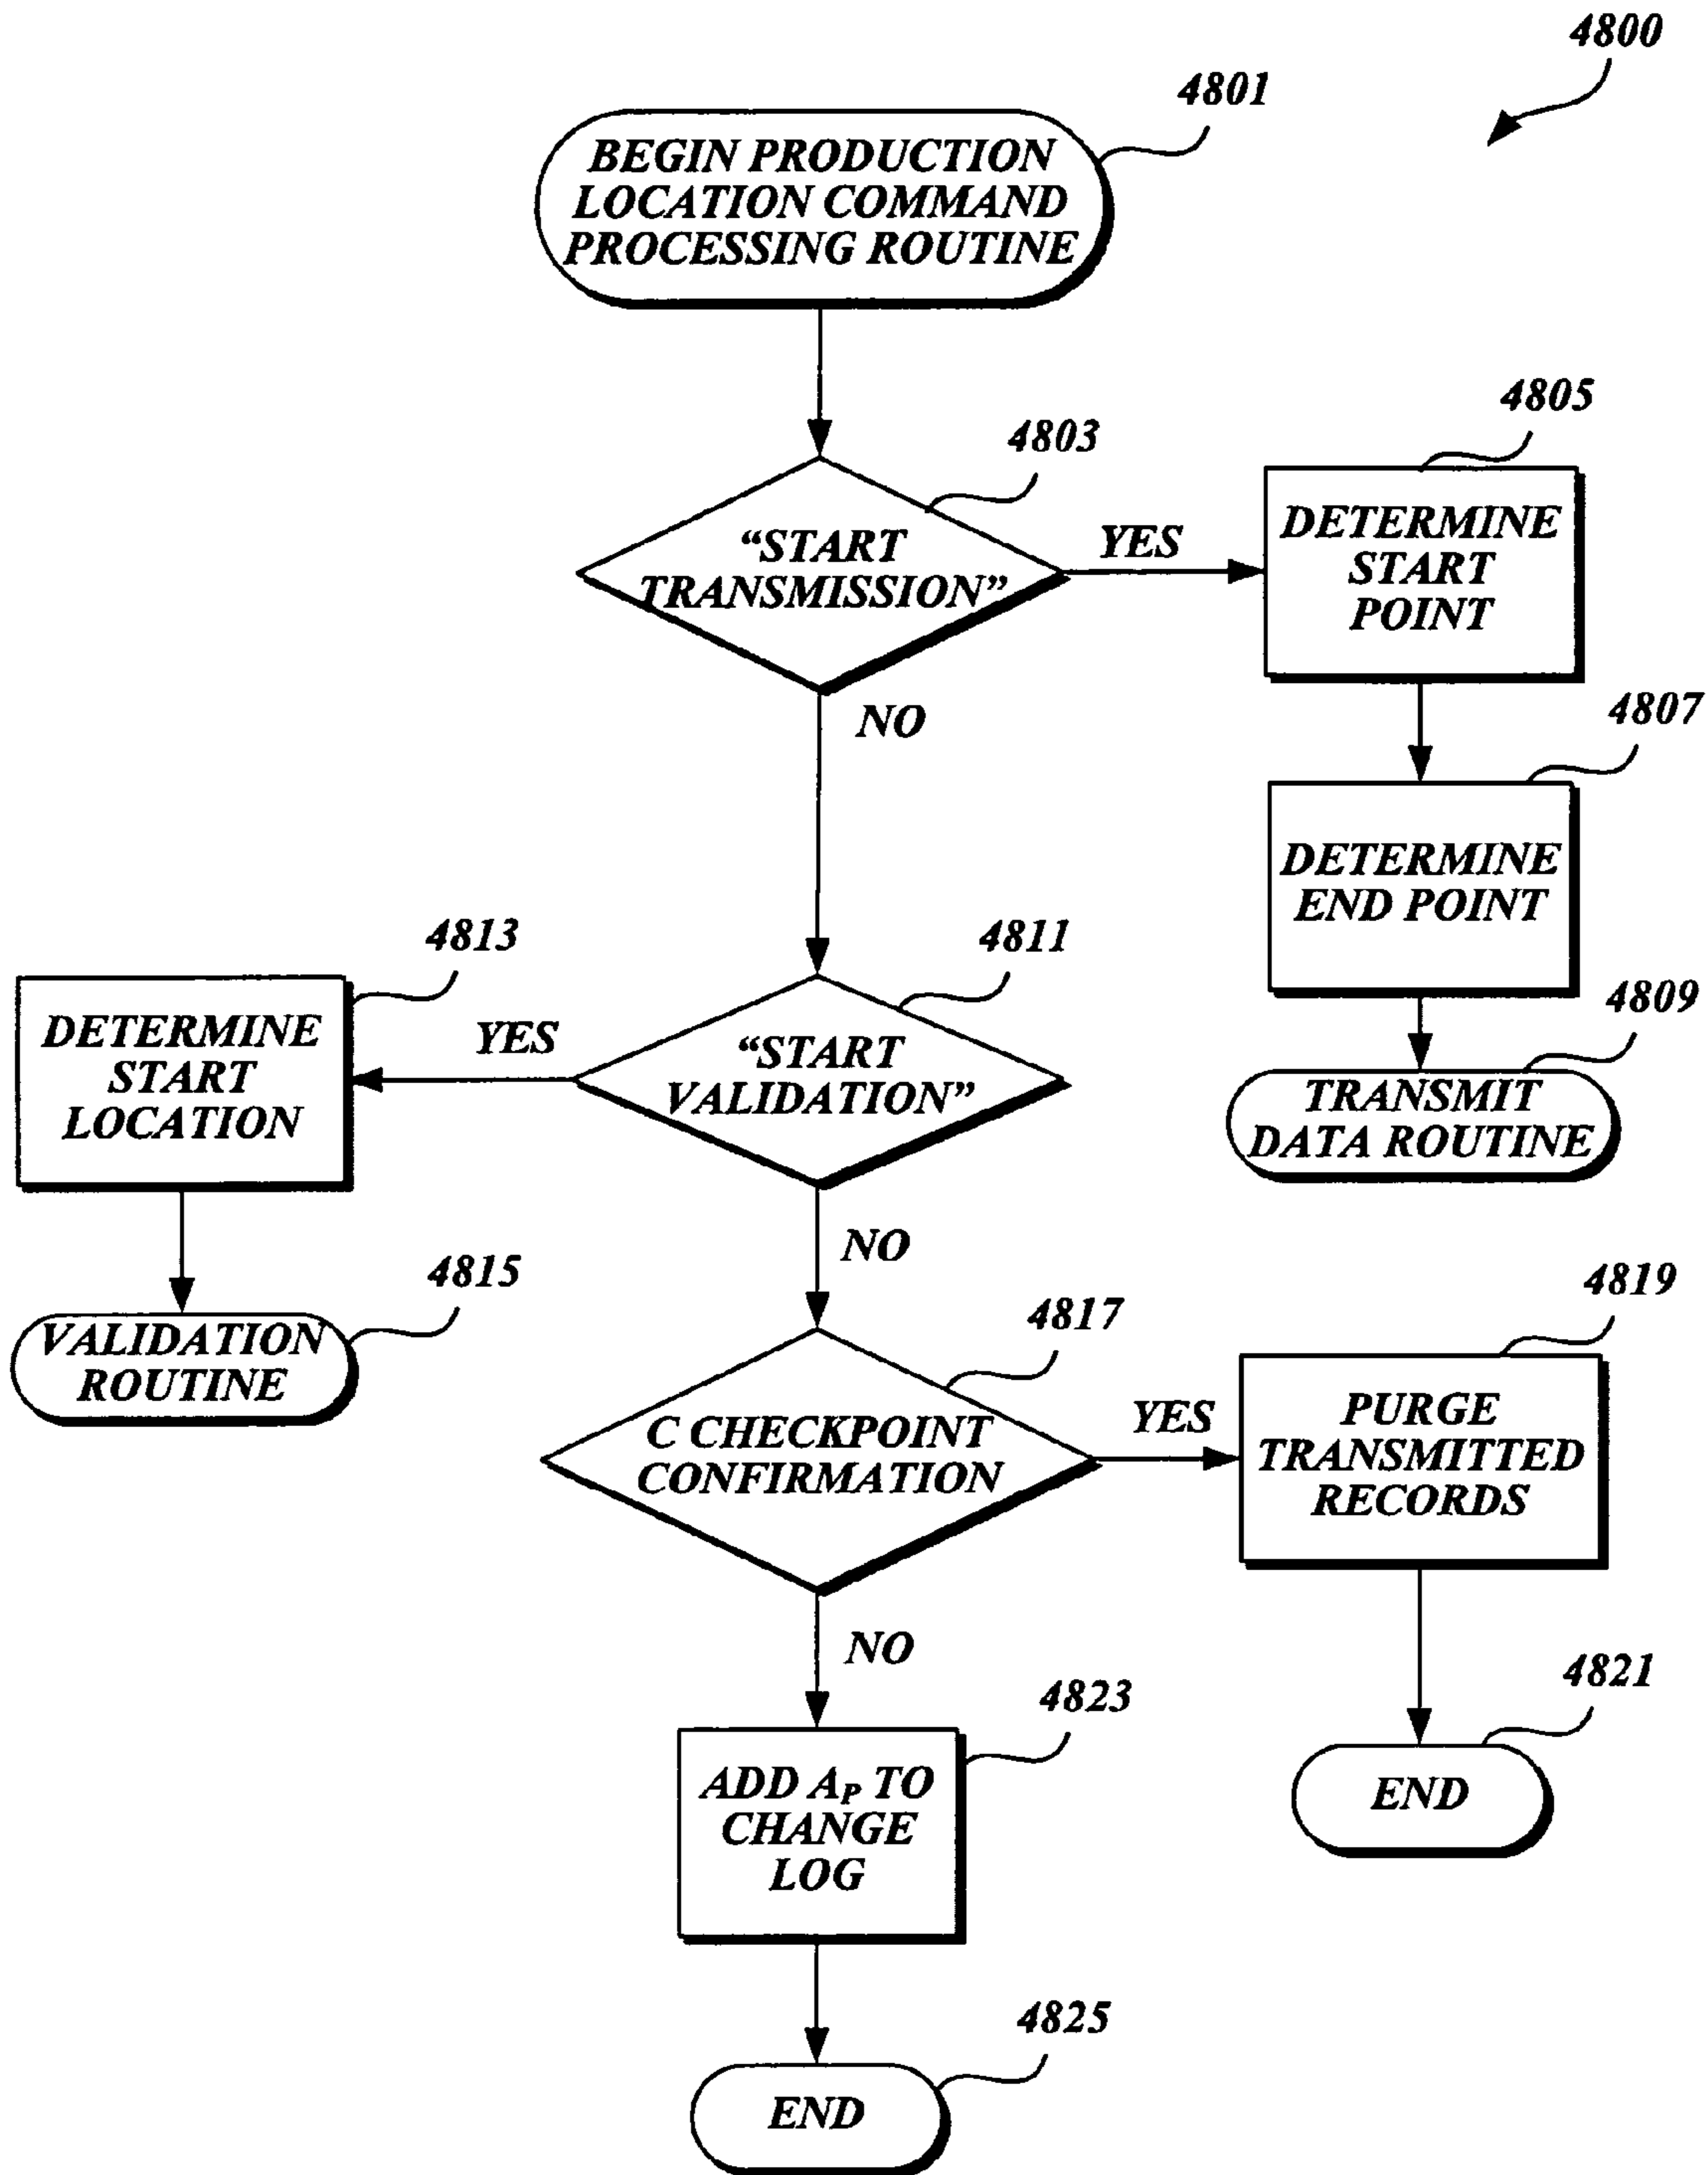 4800
4801
BEGIN PRODUCTION
LOCATION COMMAND
PROCESSING ROUTINE
4803
“START
TRANSMISSION”
YES
NO
4805
DETERMINE
START
POINT
4807
DETERMINE
END POINT
4809
TRANSMIT
DATA ROUTINE
4811
“START
VALIDATION”
YES
NO
4813
DETERMINE
START
LOCATION
4815
VALIDATION
ROUTINE
4817
C CHECKPOINT
CONFIRMATION
YES
NO
4819
PURGE
TRANSMITTED
RECORDS
4821
END
4823
ADD AP TO
CHANGE
LOG
4825
END